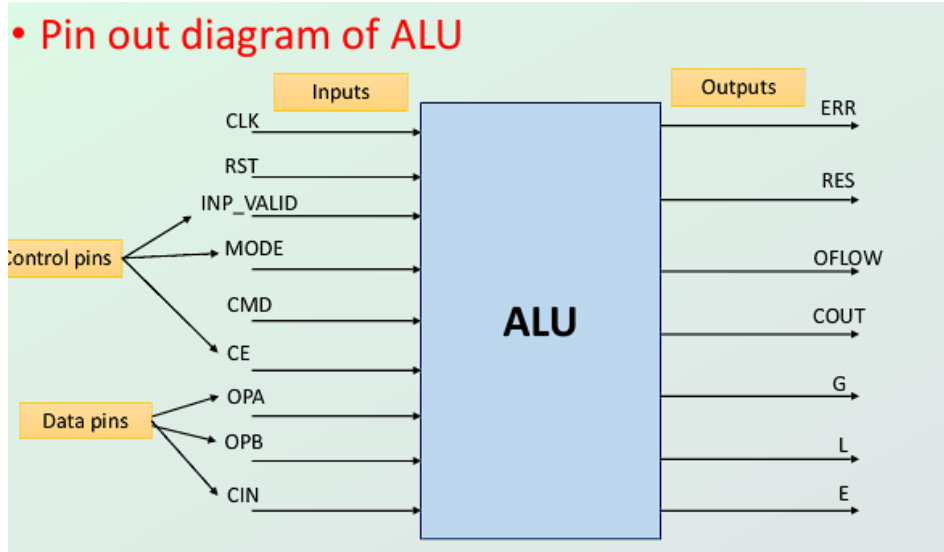 • Pin out diagram of ALU
Inputs
Outputs
CLK
ERR
RST
RES
INP_VALID
Control pins
MODE
OFLOW
CMD
COUT
ALU
CE
G
OPA
Data pins
OPB
L
CIN
E